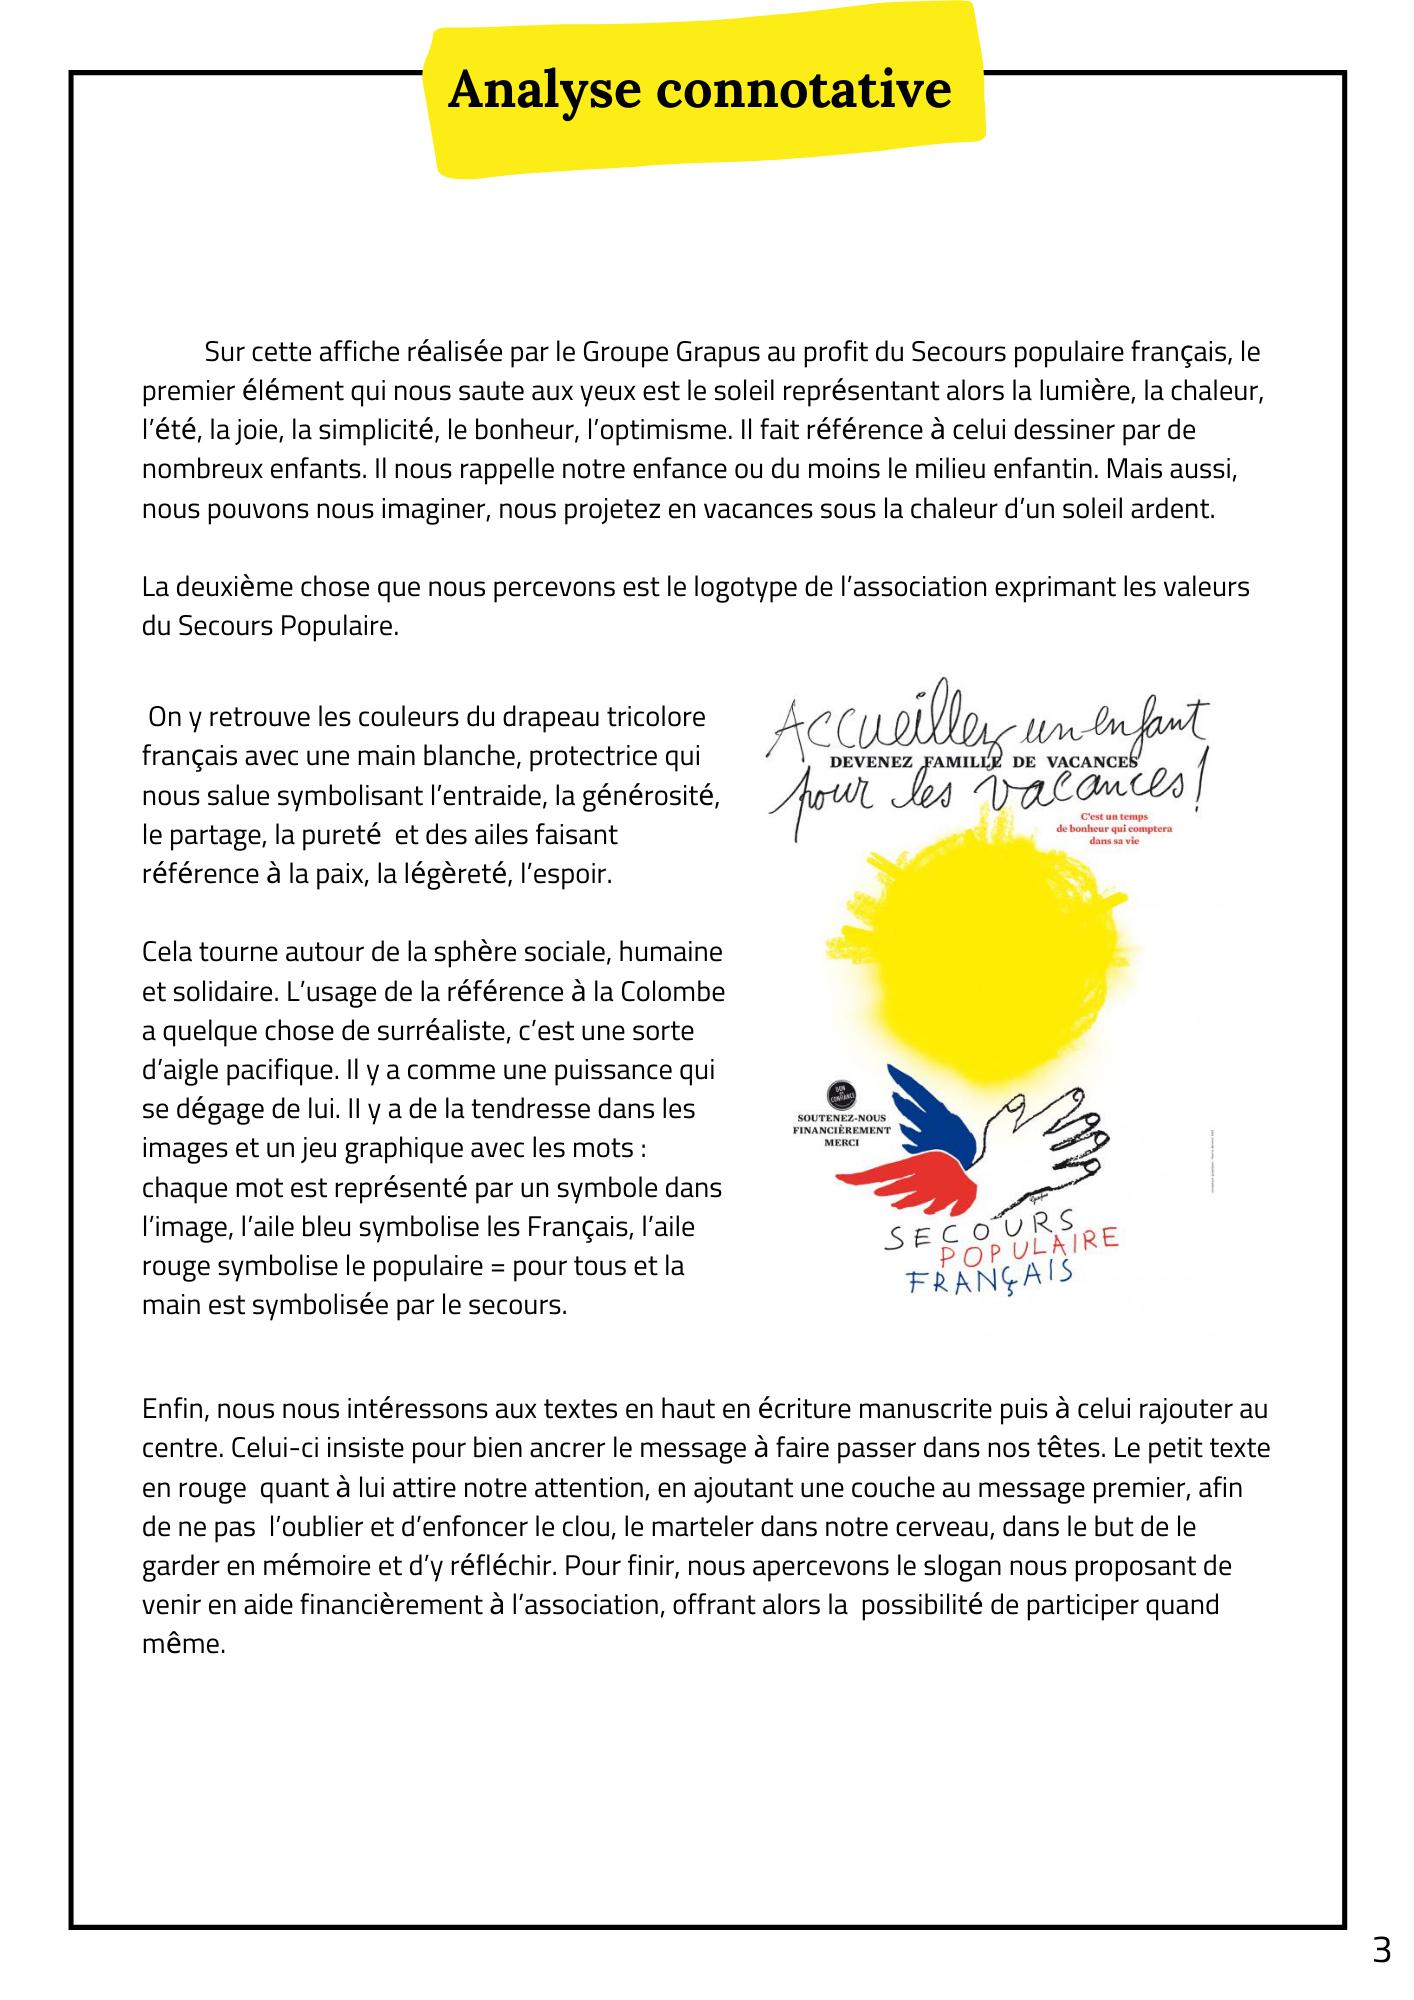 Analyse connotative
Sur cette affiche réalisée par le Groupe Grapus au profit du Secours populaire français, le
premier élément qui nous saute aux yeux est le soleil représentant alors la lumière, la chaleur,
l'été, la joie, la simplicité, le bonheur, l'optimisme. Il fait référence à celui dessiner par de
nombreux enfants. Il nous rappelle notre enfance ou du moins le milieu enfantin. Mais aussi,
nous pouvons nous imaginer, nous projetez en vacances sous la chaleur d'un soleil ardent.
La deuxième chose que nous percevons est le logotype de l'association exprimant les valeurs
du Secours Populaire.
On y retrouve les couleurs du drapeau tricolore
français avec une main blanche, protectrice qui
nous salue symbolisant l'entraide, la générosité,
le partage, la pureté  et des ailes faisant
référence à la paix, la légèreté, l'espoir.
Cela tourne autour de la sphère sociale, humaine
et solidaire. L'usage de la référence à la Colombe
a quelque chose de surréaliste, c'est une sorte
d'aigle pacifique. Il y a comme une puissance qui
se dégage de lui. Il y a de la tendresse dans les
images et un jeu graphique avec les mots :
chaque mot est représenté par un symbole dans
l'image, l'aile bleu symbolise les Français, l'aile
rouge symbolise le populaire = pour tous et la
main est symbolisée par le secours.
Accueillez un enfant
DEVENEZ FAMILLE DE VACANCES
pour les vacances!
C'est un temps
de bonheur qui comptera
dans sa vie
DON
CONFIANCE
SOUTENEZ-NOUS
FINANCIÈREMENT
MERCI
Grapus
SECOURS
POPULAIRE
FRANÇAIS
Enfin, nous nous intéressons aux textes en haut en écriture manuscrite puis à celui rajouter au
centre. Celui-ci insiste pour bien ancrer le message à faire passer dans nos têtes. Le petit texte
en rouge  quant à lui attire notre attention, en ajoutant une couche au message premier, afin
de ne pas  l'oublier et d'enfoncer le clou, le marteler dans notre cerveau, dans le but de le
garder en mémoire et d'y réfléchir. Pour finir, nous apercevons le slogan nous proposant de
venir en aide financièrement à l'association, offrant alors la  possibilité de participer quand
même.
3